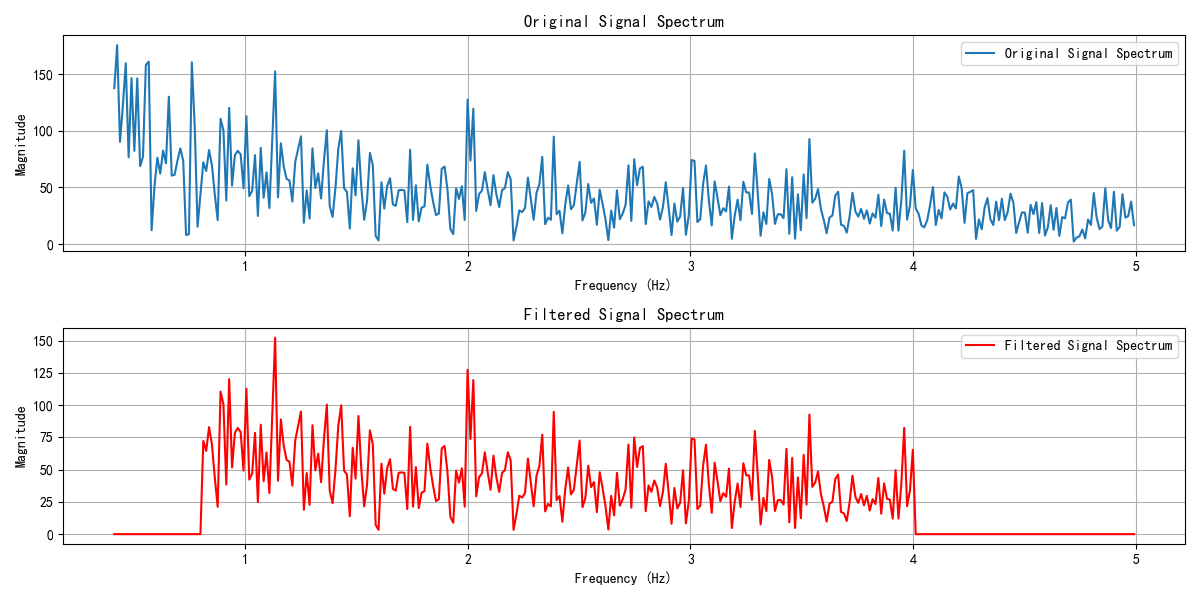 Original Signal Spectrum
Original Signal Spectrum
Magnitude
150
100
50
0
1 2 3 4 5
Frequency (Hz)
Filtered Signal Spectrum
Filtered Signal Spectrum
Magnitude
150
125
100
75
50
25
0
1 2 3 4 5
Frequency (Hz)